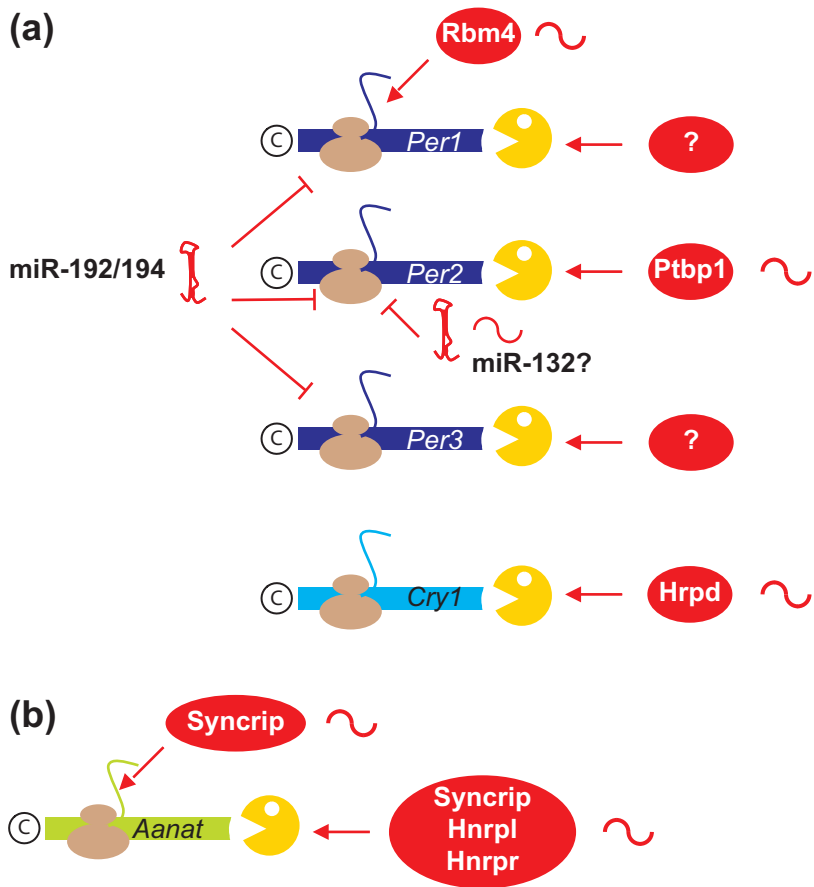 (a)
Rbm4
C
Per1
?
miR-192/194
C
Per2
Ptbp1
miR-132?
C
Per3
?
C
Cry1
Hrpd
(b)
Syncrip
C
Aanat
Syncrip
Hnrpl
Hnrpr